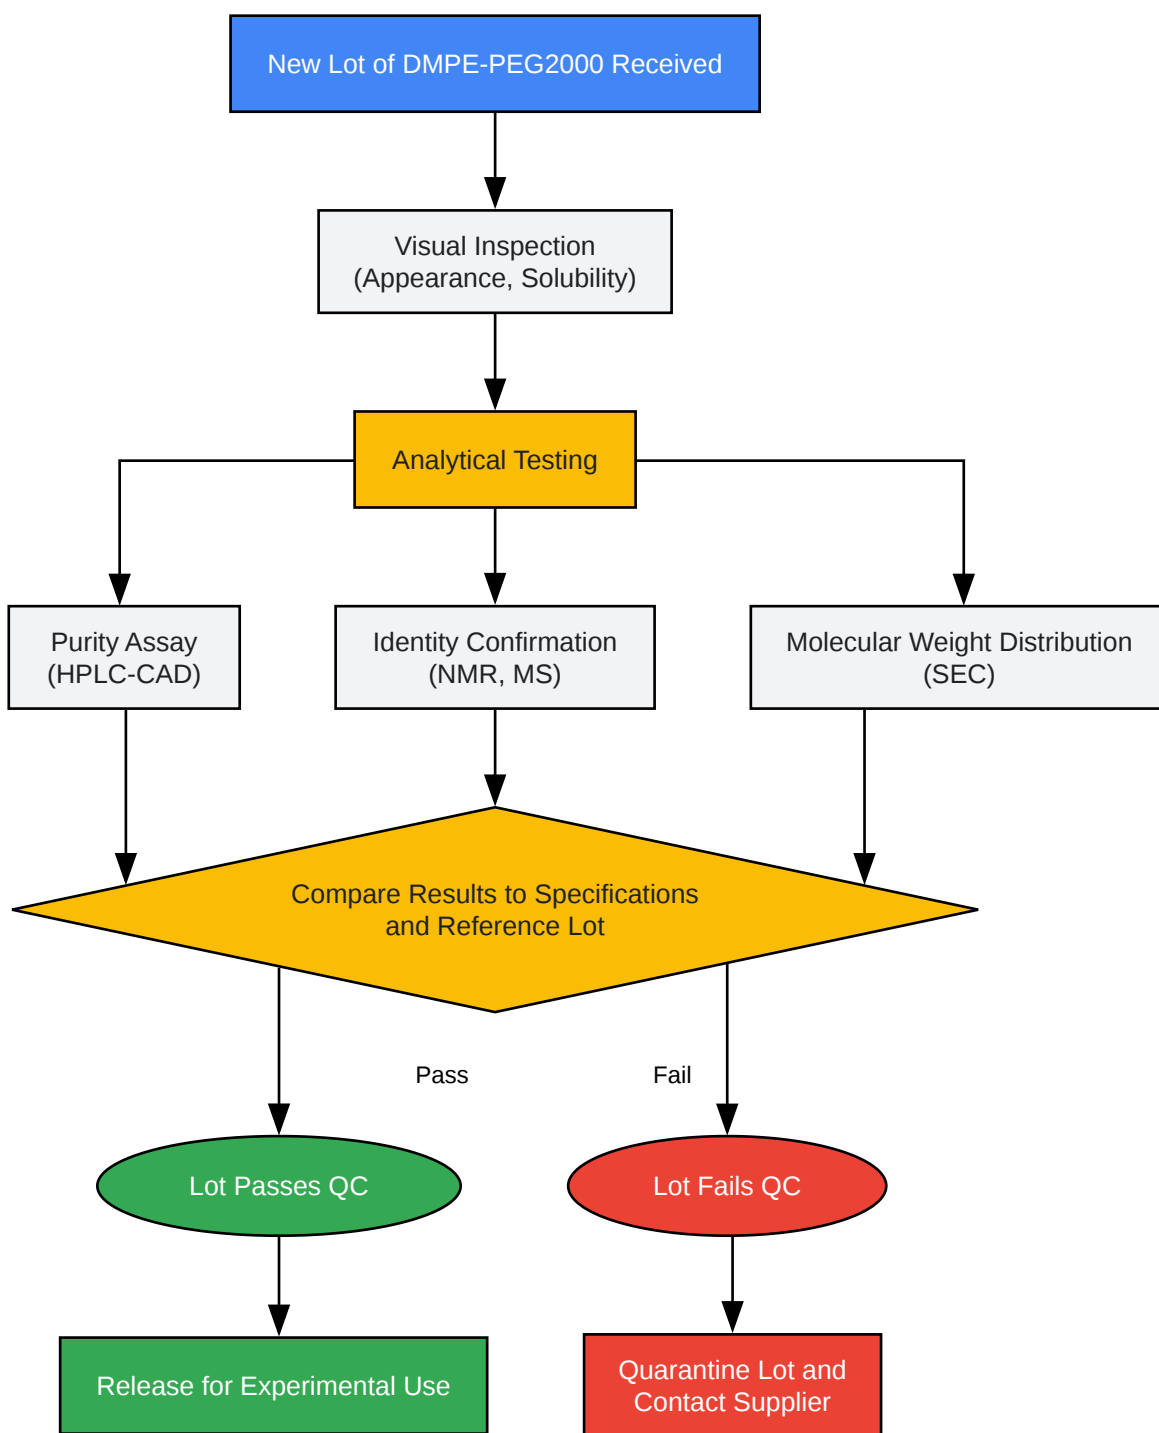 New Lot of DMPE-PEG2000 Received
Visual Inspection
(Appearance, Solubility)
Analytical Testing
Purity Assay
(HPLC-CAD)
Identity Confirmation
(NMR, MS)
Molecular Weight Distribution
(SEC)
Compare Results to Specifications
and Reference Lot
Pass
Fail
Lot Passes QC
Lot Fails QC
Release for Experimental Use
Quarantine Lot and
Contact Supplier